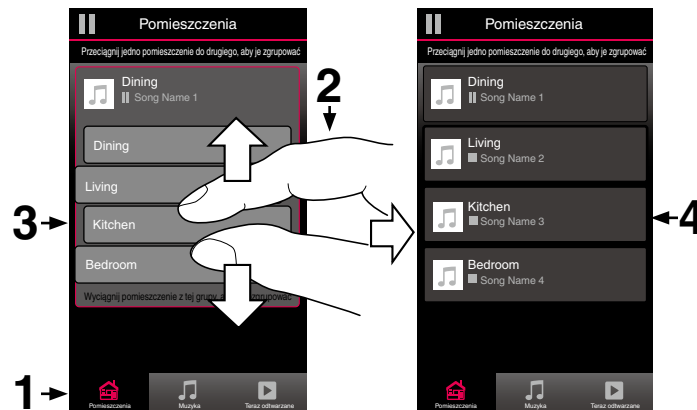 Pomieszczenia
Przeciągnij jedno pomieszczenie do drugiego, aby je zgrupować
Dining
Song Name 1
Dining
Living
Kitchen
Bedroom
Wyciągnij pomieszczenie z tej grupy, zgrupować
Pomieszczenia
Muzyka
Teraz odtwarzane
1
2
3
Pomieszczenia
Przeciągnij jedno pomieszczenie do drugiego, aby je zgrupować
Dining
Song Name 1
Living
Song Name 2
Kitchen
Song Name 3
Bedroom
Song Name 4
Pomieszczenia
Muzyka
Teraz odtwarzane
4